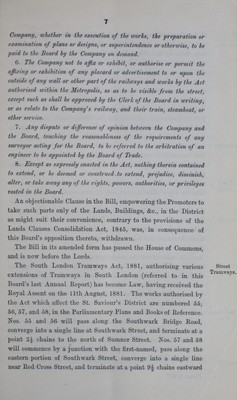 7
Company, whether in the execution of the works, the preparation or
examination of plans or designs, or superintendence or otherwise, to be
paid to the Board by the Company on demand.
6. The Company not to affix or exhibit, or authorise or permit the
affixing or exhibition of any placard or advertisement to or upon the
outside of any wall or other part of the railways and works by the Act
authorised within the Metropolis, so as to be visible from the street,
except such as shall be approved by the Clerk of the Board in writing,
or as relate to the Company's railway, and their train, steamboat, or
other service.
7. Any dispute or difference of opinion between the Company and
the Board, touching the reasonableness of the requirements of any
surveyor acting for the Board, to be referred to the arbitration of an
engineer to be appointed by the Board of Trade.
8. Except as expressly enacted in the Act, nothing therein contained
to extend, or be deemed or construed to extend, prejudice, diminish,
alter, or take away any of the rights, powers, authorities, or privileges
vested in the Board.
An objectionable Clause in the Bill, empowering the Promoters to
take such parts only of the Lands, Buildings, &c., in the District
as might suit their convenience, contrary to the provisions of the
Lands Clauses Consolidation Act, 1845, was, in consequence of
this Board's opposition thereto, withdrawn.
The Bill in its amended form has passed the House of Commons,
and is now before the Lords.
The South London Tramways Act, 1881, authorising various
extensions of Tramways in South London (referred to in this
Board's last Annual Report) has become Law, having received the
Royal Assent on the 11th August, 1881. The works authorised by
the Act which affect the St. Saviour's District are numbered 55,
56, 57, and 58, in the Parliamentary Plans and Books of Reference.
Nos. 55 and 56 will pass along the Southwark Bridge Road,
converge into a single line at Southwark Street, and terminate at a
point 2½ chains to the north of Sumner Street. Nos. 57 and 58
will commence by a junction with the first-named, pass along the
eastern portion of Southwark Street, converge into a single line
near Red Cross Street, and terminate at a point 9½ chains eastward
Street
Tramways.